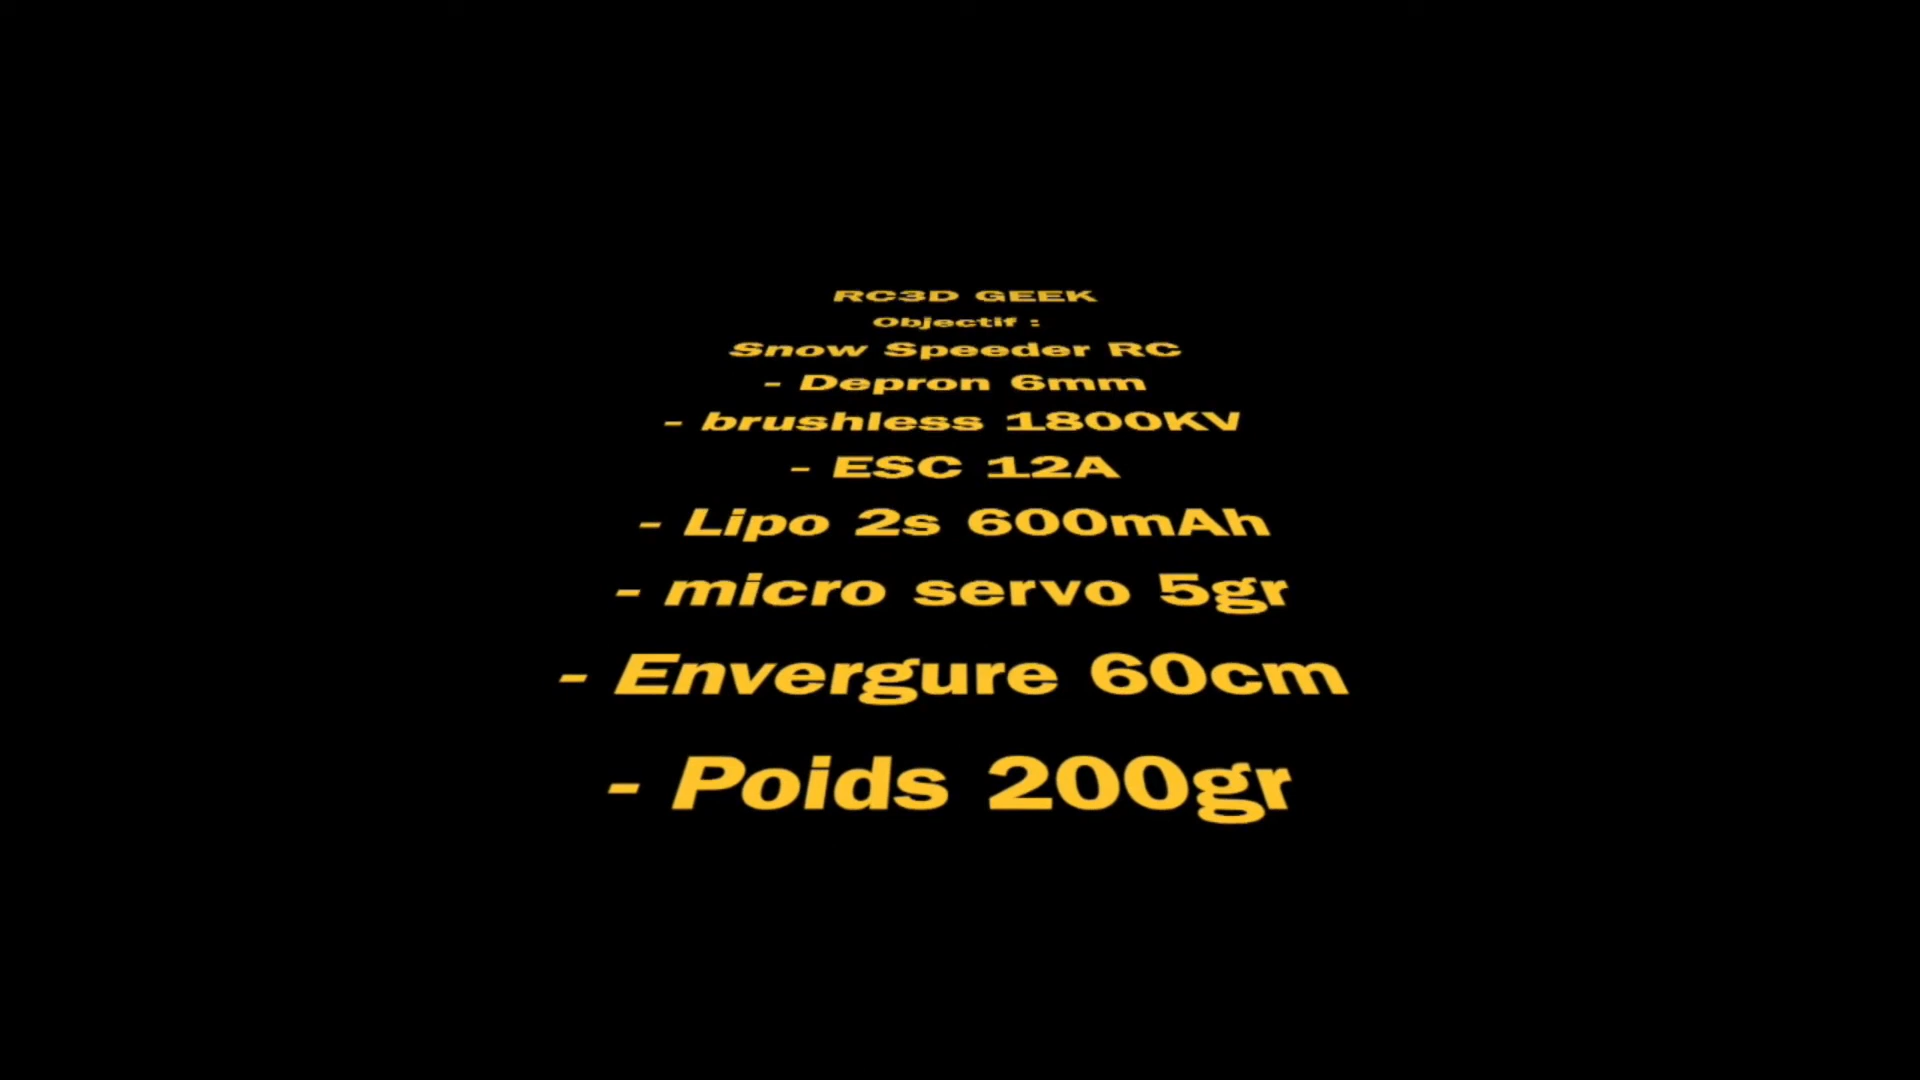 RC3D GEEK
Objectif :
Snow Speeder RC
- Depron 6mm
- brushless 1800KV
- ESC 12A
- Lipo 2s 600mAh
- micro servo 5gr
- Envergure 60cm
- Poids 200gr